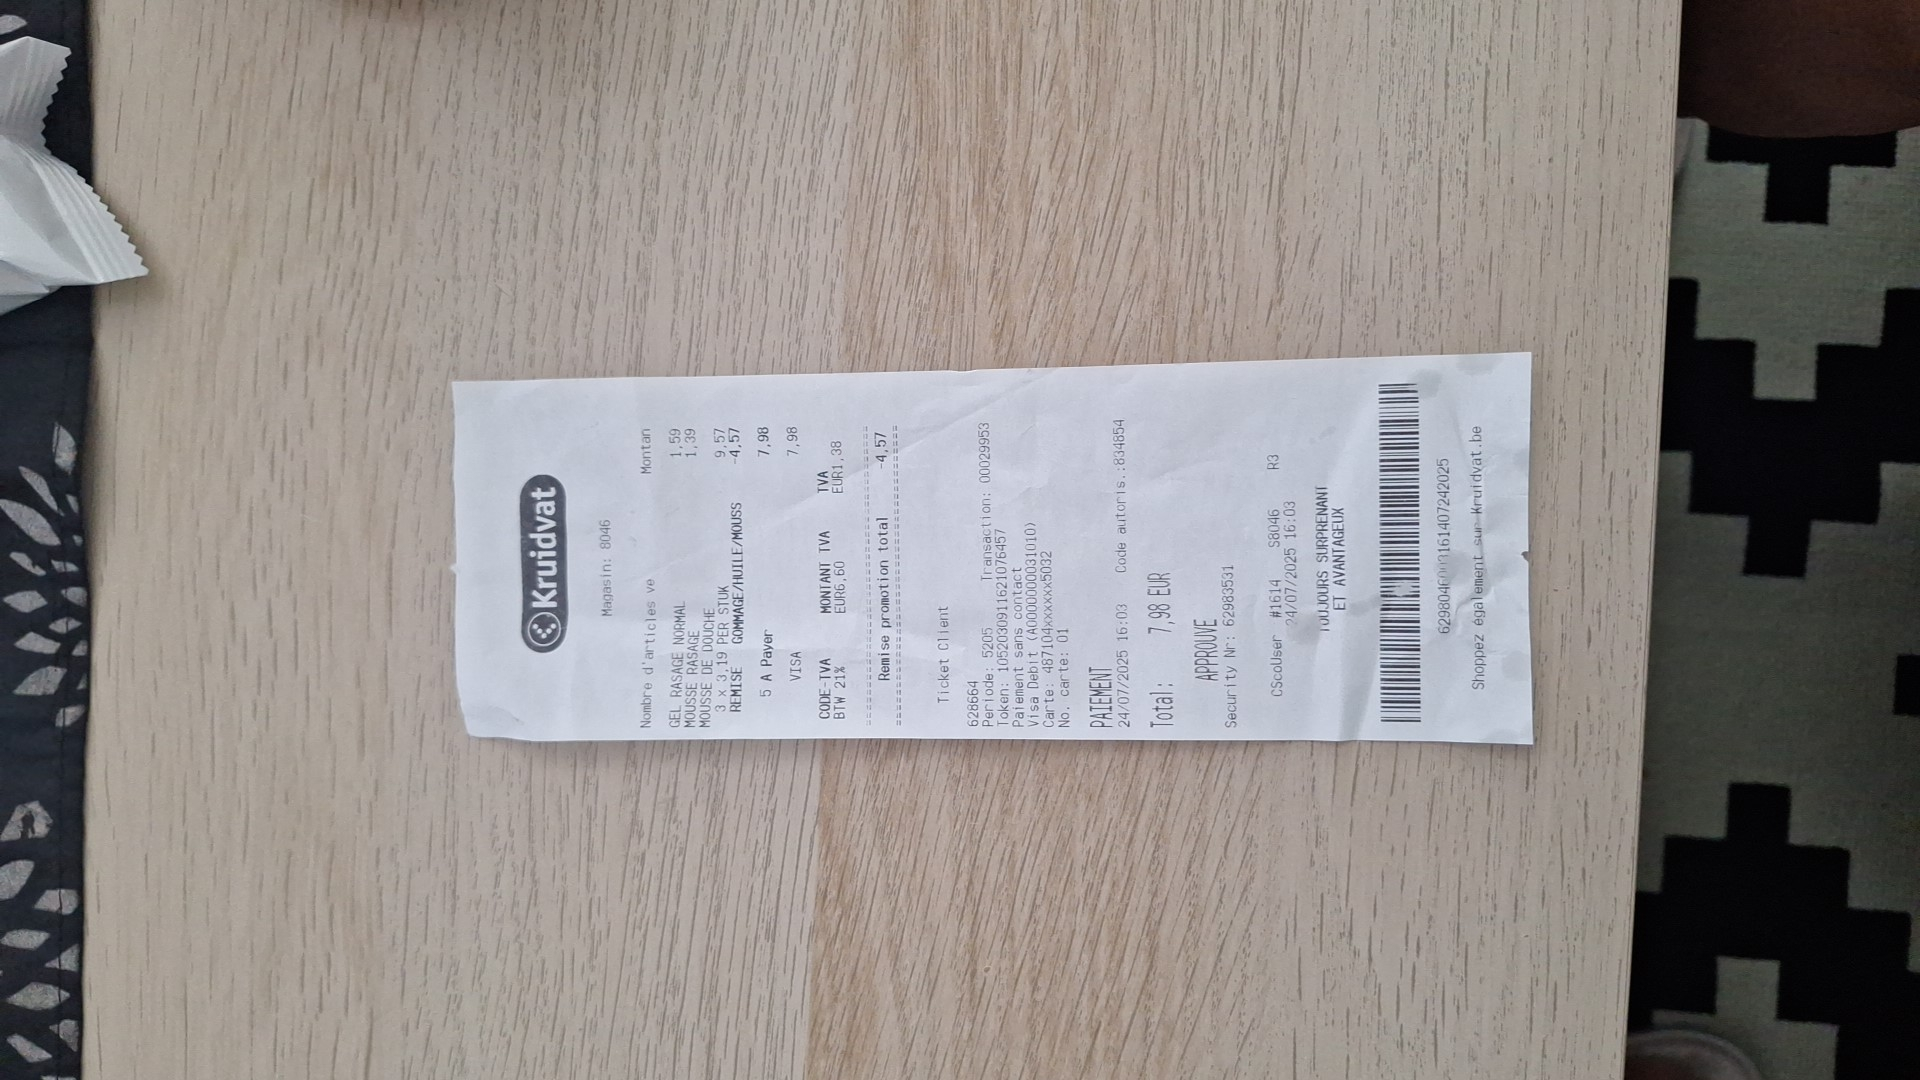 Kruidvat
Magasin: 8046
Nombre d'articles ve Montan
GEL RASAGE NORMAL 1,59
MOUSSE RASAGE 1,39
MOUSSE DE DOUCHE
3 x 3,19 PER STUK 9,57
REMISE GOMMAGE/HUILE/MOUSS -4,57
5 A Payer 7,98
VISA 7,98
CODE-TVA MONTANT TVA TVA
BTW 21% EUR6,60 EUR1,38
Remise promotion total -4,57
Ticket Client
628664
Periode: 5205 Transaction: 00029953
Token: 1052030911621076457
Paiement sans contact
Visa Debit (A0000000031010)
Carte: 487104xxxxxxx5032
No. carte: 01
PAIEMENT
24/07/2025 16:03 Code autoris.:834854
Total: 7,98 EUR
APPROUVE
Security Nr: 62983531
CScoUser #1614 S8046 R3
24/07/2025 16:03
TOUJOURS SURPRENANT
ET AVANTAGEUX
Shoppez également sur Kruidvat.be